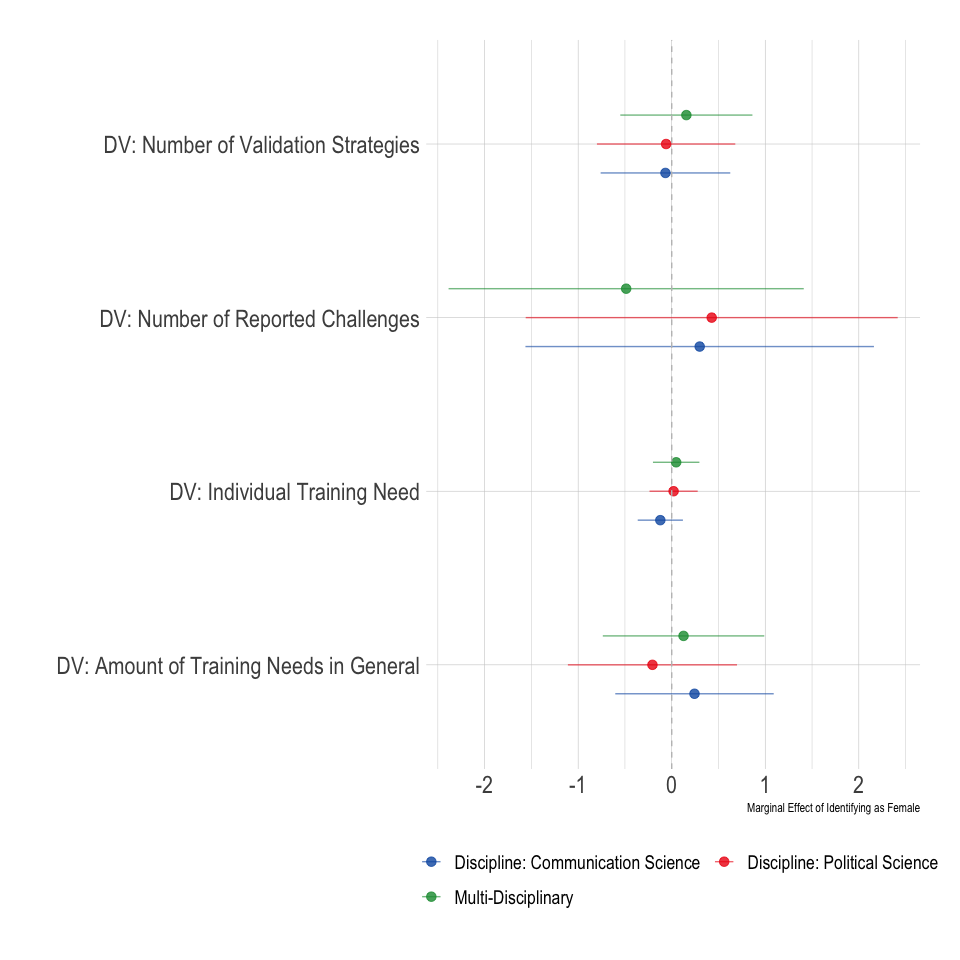 DV: Number of Validation Strategies
DV: Number of Reported Challenges
DV: Individual Training Need
DV: Amount of Training Needs in General
-2 -1 0 1 2
Marginal Effect of Identifying as Female
Discipline: Communication Science Discipline: Political Science
Multi-Disciplinary